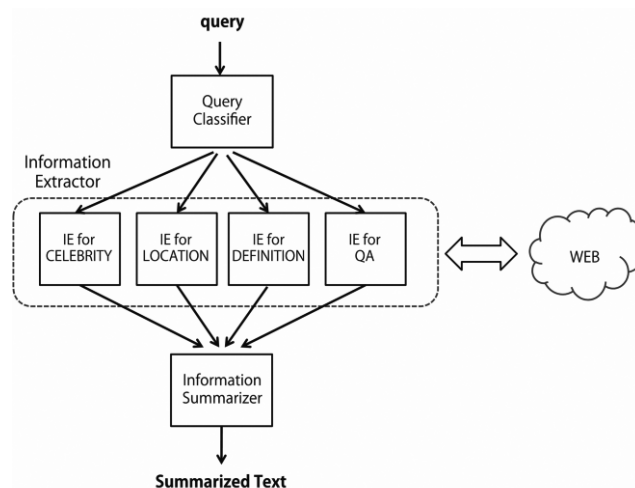 query
Query
Classifier
Information
Extractor
IE for
CELEBRITY
IE for
LOCATION
IE for
DEFINITION
IE for
QA
WEB
Information
Summarizer
Summarized Text